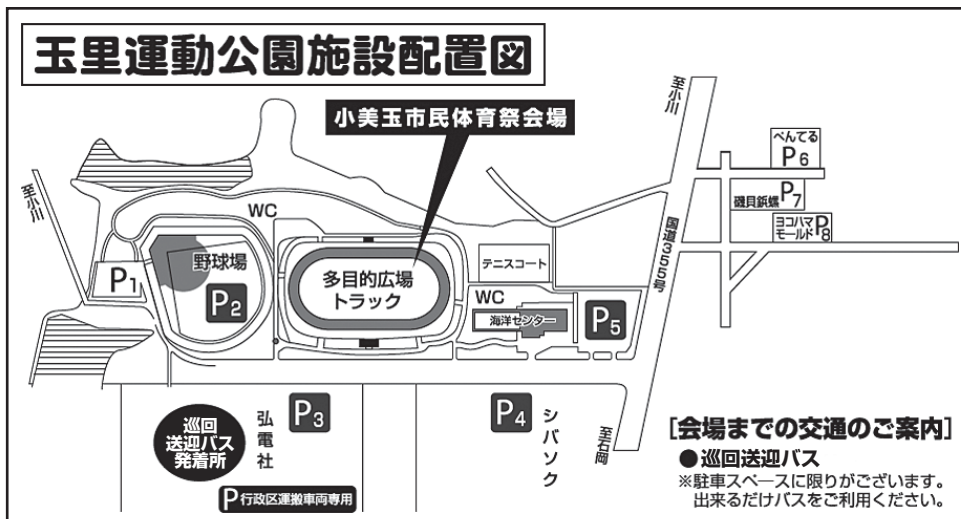 玉里運動公園施設配置図
小美玉市民体育祭会場
至小川
ぺんてる
P6
磯貝鋲螺 P7
ヨコハマ
モールド P8
国道355号
至小川
WC
P1
野球場
P2
多目的広場
トラック
テニスコート
WC
海洋センター
P5
巡回
送迎バス
発着所
弘電社
P3
P4
シバソク
至石岡
P 行政区運搬車両専用
[会場までの交通のご案内]
●巡回送迎バス
※駐車スペースに限りがございます。
出来るだけバスをご利用ください。